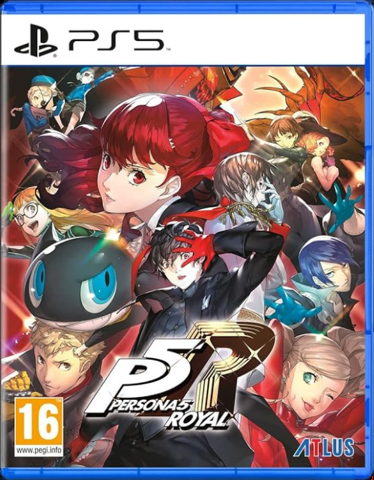 PS5
P5R
PERSONA5
ROYAL
16
www.pegi.info
ATLUS